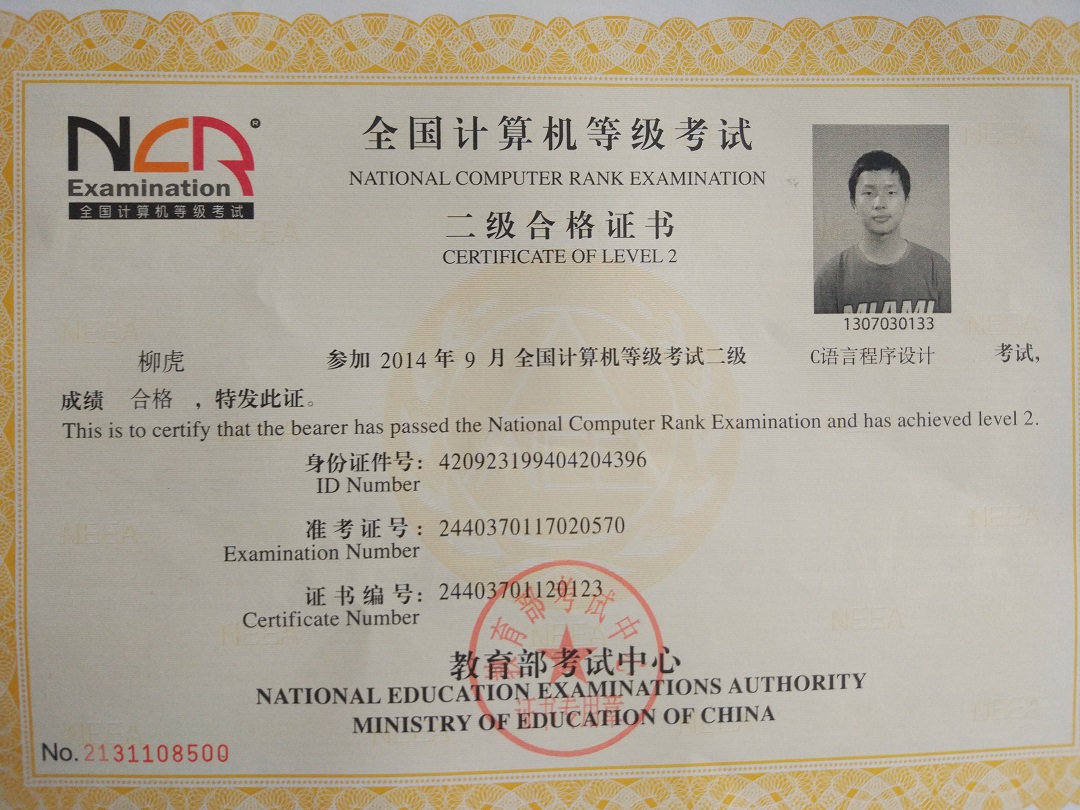 NCR®
Examination
全国计算机等级考试
全国计算机等级考试
NATIONAL COMPUTER RANK EXAMINATION
二级合格证书
CERTIFICATE OF LEVEL 2
MIAMI
1307030133
柳虎 参加 2014 年 9 月 全国计算机等级考试二级 C语言程序设计 考试,
成绩 合格 ，特发此证。
This is to certify that the bearer has passed the National Computer Rank Examination and has achieved level 2.
身份证件号: 420923199404204396
ID Number
准考证号: 2440370117020570
Examination Number
证书编号: 24403701120123
Certificate Number
教育部考试中心
教育部考试中心
NATIONAL EDUCATION EXAMINATIONS AUTHORITY
证书专用章
MINISTRY OF EDUCATION OF CHINA
No. 2131108500